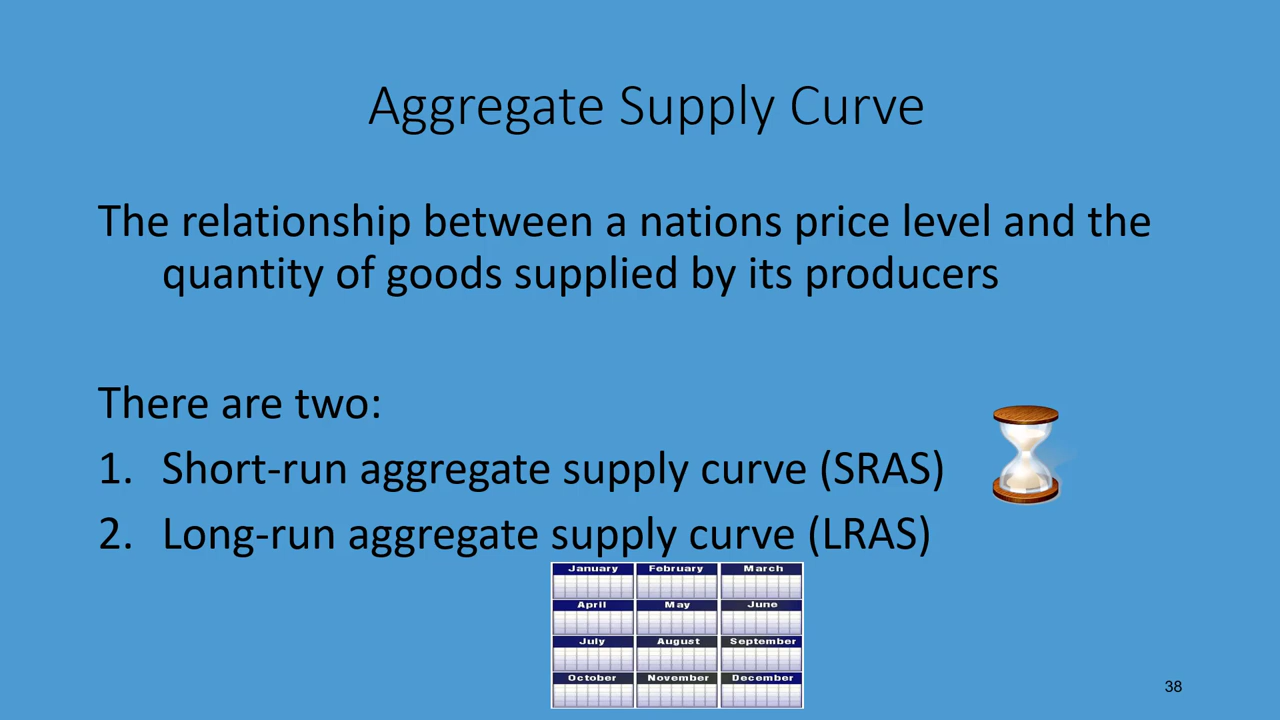 Aggregate Supply Curve
The relationship between a nations price level and the
quantity of goods supplied by its producers
There are two:
1. Short-run aggregate supply curve (SRAS)
2. Long-run aggregate supply curve (LRAS)
January February March
April May June
July August September
October November December
38